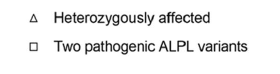 Heterozygously affected
Two pathogenic ALPL variants